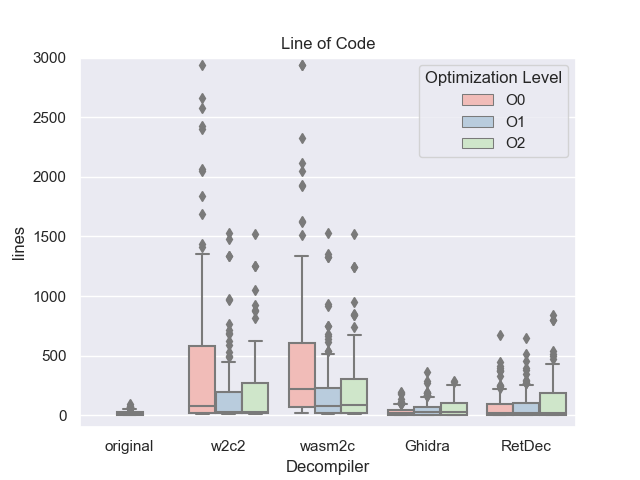 Line of Code
3000
2500
2000
1500
1000
500
0
lines
Optimization Level
O0
O1
O2
original
w2c2
wasm2c
Ghidra
RetDec
Decompiler